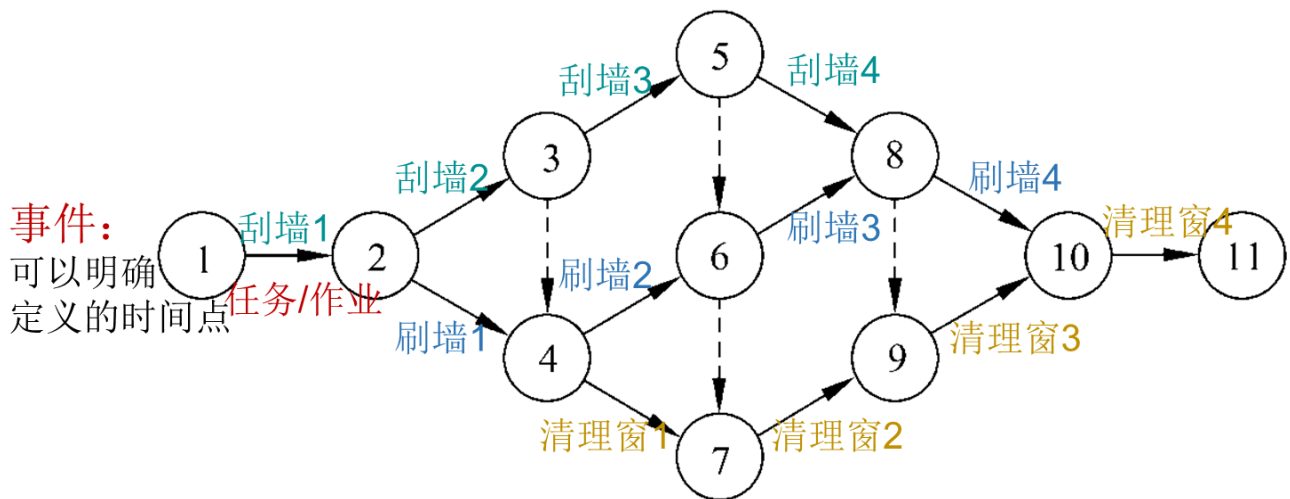 5
刮墙3
刮墙4
3
8
刮墙2
刷墙4
事件：
刮墙1
清理窗4
1
2
6
刷墙3
10
11
可以明确
刷墙2
定义的时间点
任务/作业
刷墙1
4
9
清理窗3
清理窗1
7
清理窗2